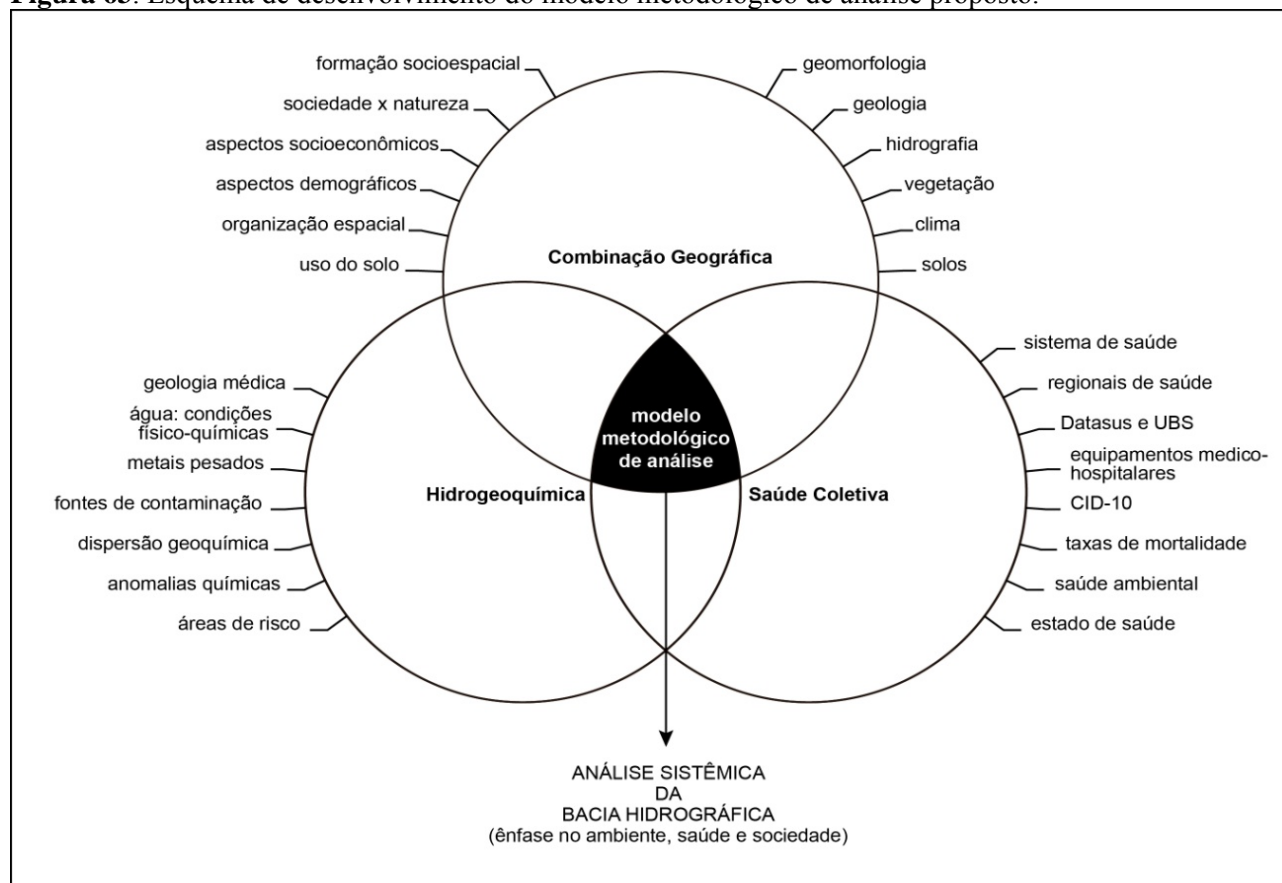 Figura 65. Esquema de desenvolvimento do modelo metodológico de análise proposto.
formação socioespacial
sociedade x natureza
aspectos socioeconômicos
aspectos demográficos
organização espacial
uso do solo
geomorfologia
geologia
hidrografia
vegetação
clima
solos
Combinação Geográfica
geologia médica
água: condições
físico-químicas
metais pesados
fontes de contaminação
dispersão geoquímica
anomalias químicas
áreas de risco
Hidrogeoquímica
modelo
metodológico
de análise
Saúde Coletiva
sistema de saúde
regionais de saúde
Datasus e UBS
equipamentos medico-
hospitalares
CID-10
taxas de mortalidade
saúde ambiental
estado de saúde
ANÁLISE SISTÊMICA
DA
BACIA HIDROGRÁFICA
(ênfase no ambiente, saúde e sociedade)